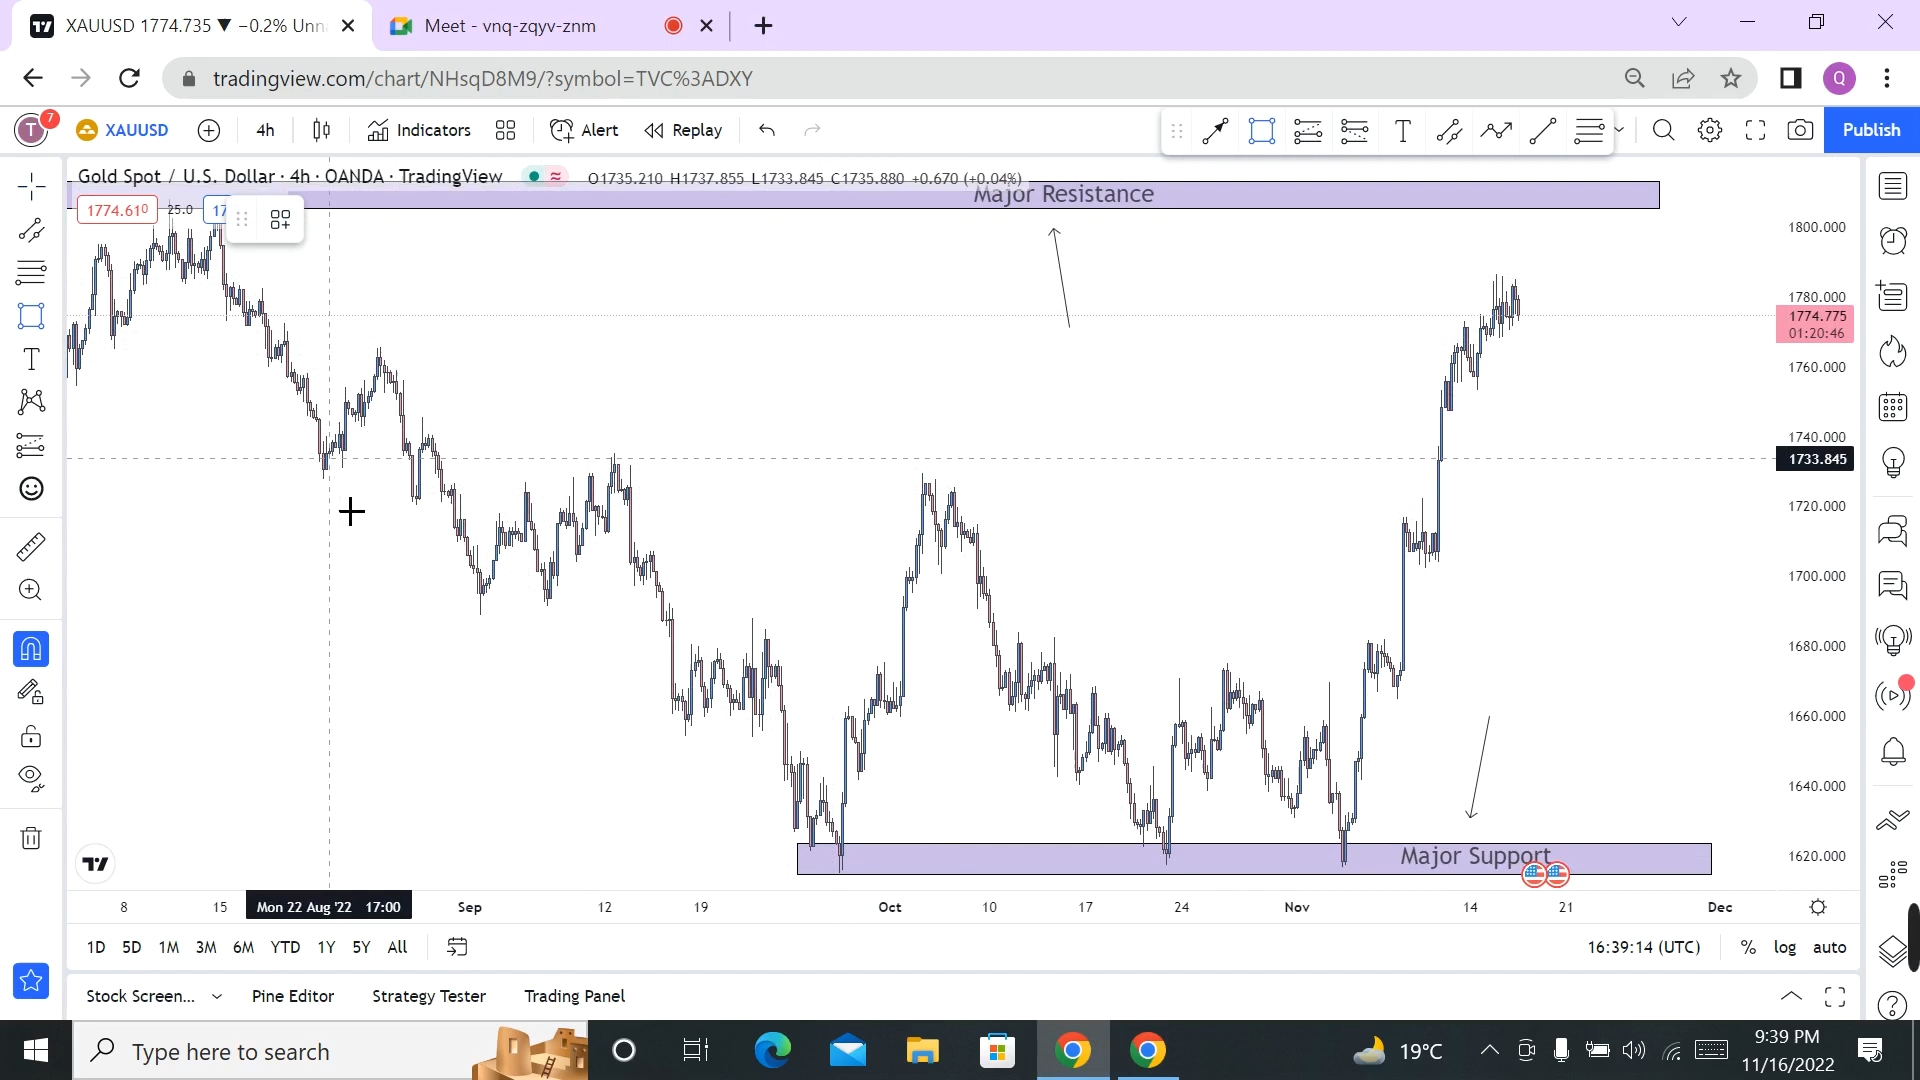 XAUUSD 1774.735 ▼ −0.2% Unn
Meet - vnq-zqyv-znm
tradingview.com/chart/NHsqD8M9/?symbol=TVC%3ADXY
Q
T 7
XAUUSD
4h
Indicators
Alert
Replay
T
Publish
Gold Spot / U.S. Dollar · 4h · OANDA · TradingView
O1735.210 H1737.855 L1733.845 C1735.880 +0.670 (+0.04%)
Major Resistance
1774.610
25.0
17
1800.000
1780.000
1774.775
01:20:46
1760.000
1740.000
1733.845
1720.000
1700.000
1680.000
1660.000
1640.000
1620.000
Major Support
8
15
Mon 22 Aug '22 17:00
Sep
12
19
Oct
10
17
24
Nov
14
21
Dec
1D 5D 1M 3M 6M YTD 1Y 5Y All
16:39:14 (UTC)
% log auto
Stock Screen...
Pine Editor
Strategy Tester
Trading Panel
Type here to search
19°C
9:39 PM
11/16/2022